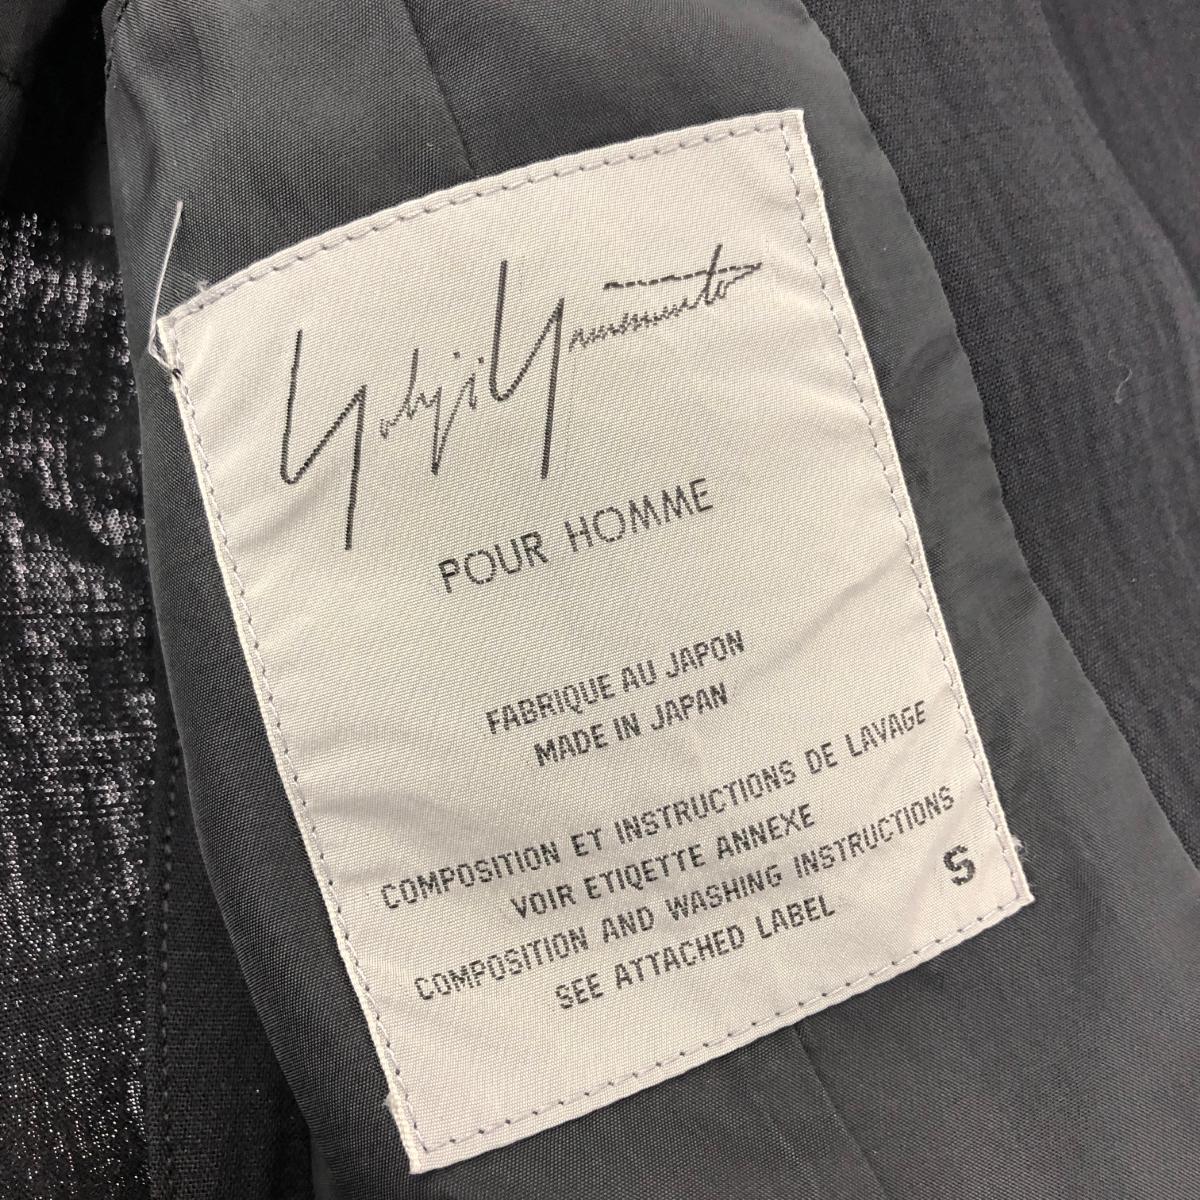 Yohji Yamamoto
POUR HOMME
FABRIQUE AU JAPON
MADE IN JAPAN
COMPOSITION ET INSTRUCTIONS DE LAVAGE
VOIR ETIQETTE ANNEXE
COMPOSITION AND WASHING INSTRUCTIONS
SEE ATTACHED LABEL
S